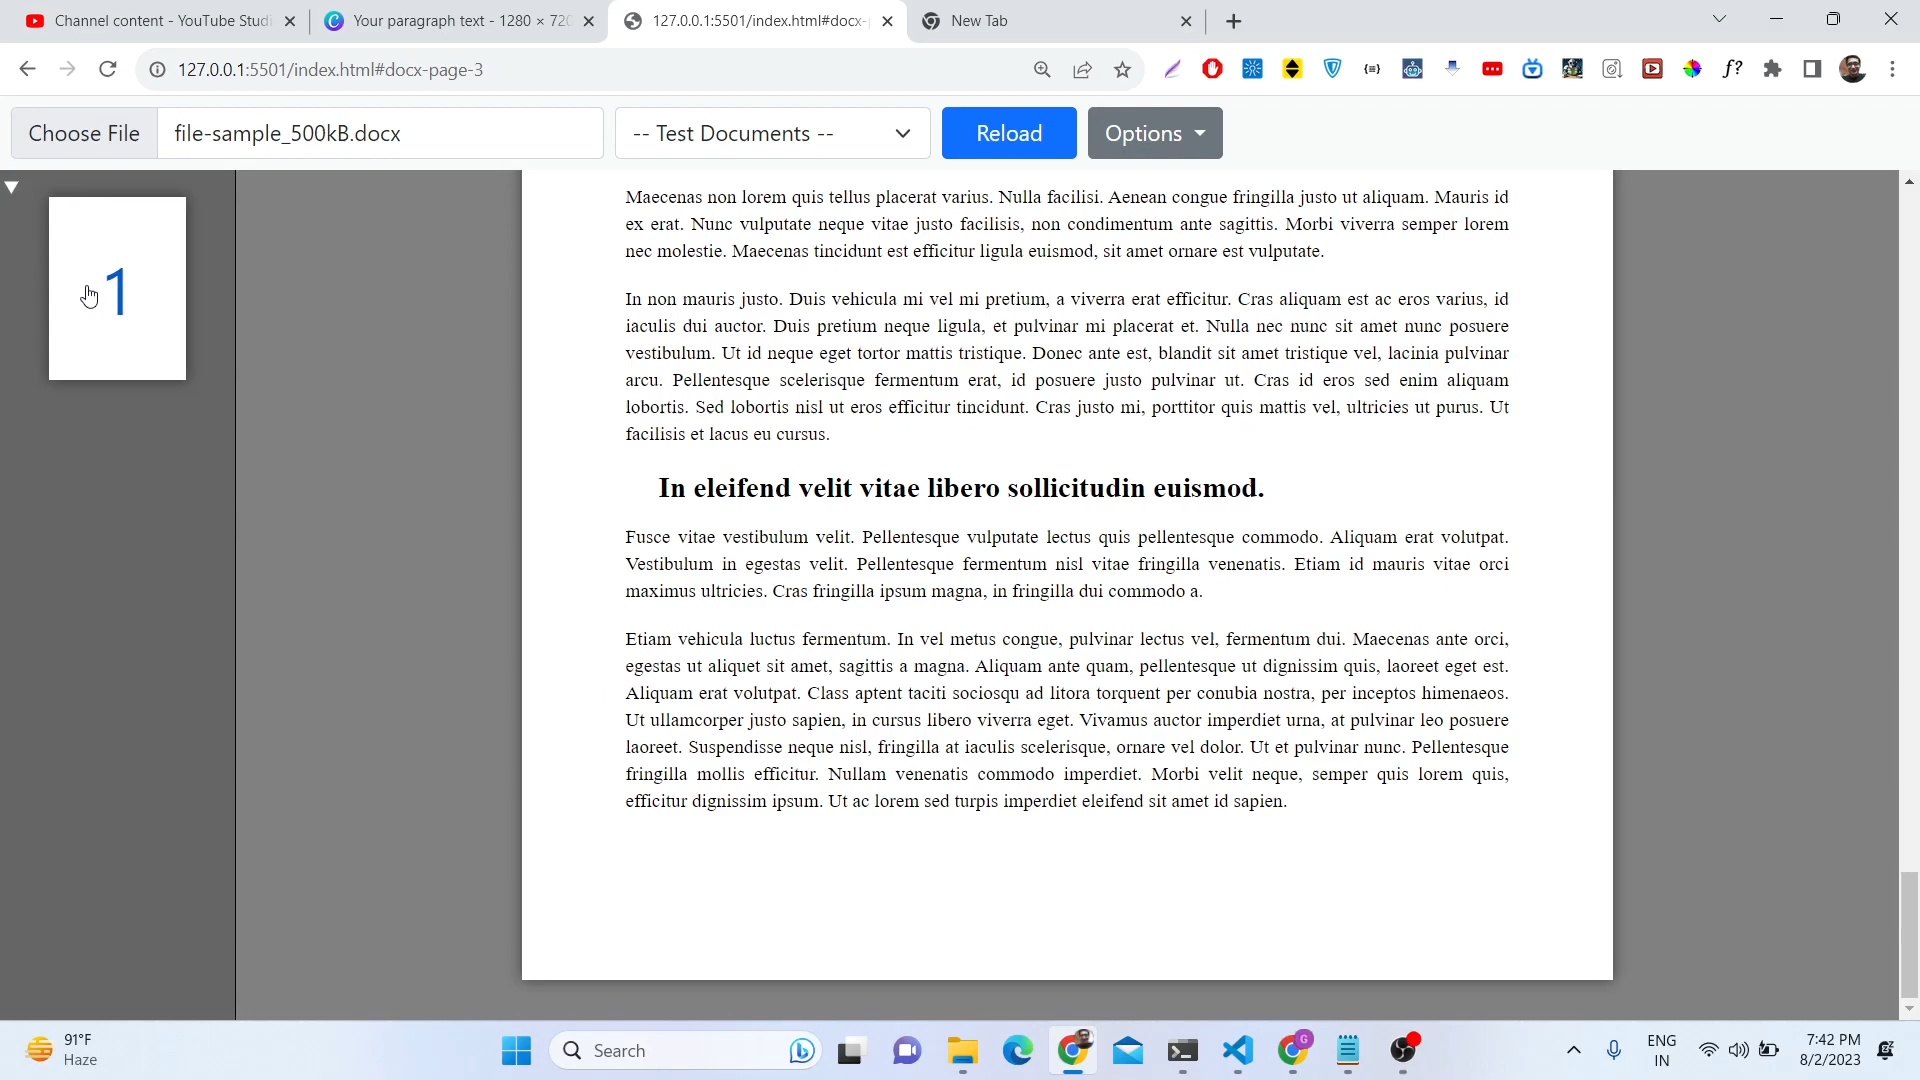 Channel content - YouTube Studi
Your paragraph text - 1280 × 720
127.0.0.1:5501/index.html#docx-p
New Tab
127.0.0.1:5501/index.html#docx-page-3
f?
Choose File
file-sample_500kB.docx
-- Test Documents --
Reload
Options
1
Maecenas non lorem quis tellus placerat varius. Nulla facilisi. Aenean congue fringilla justo ut aliquam. Mauris id
ex erat. Nunc vulputate neque vitae justo facilisis, non condimentum ante sagittis. Morbi viverra semper lorem
nec molestie. Maecenas tincidunt est efficitur ligula euismod, sit amet ornare est vulputate.
In non mauris justo. Duis vehicula mi vel mi pretium, a viverra erat efficitur. Cras aliquam est ac eros varius, id
iaculis dui auctor. Duis pretium neque ligula, et pulvinar mi placerat et. Nulla nec nunc sit amet nunc posuere
vestibulum. Ut id neque eget tortor mattis tristique. Donec ante est, blandit sit amet tristique vel, lacinia pulvinar
arcu. Pellentesque scelerisque fermentum erat, id posuere justo pulvinar ut. Cras id eros sed enim aliquam
lobortis. Sed lobortis nisl ut eros efficitur tincidunt. Cras justo mi, porttitor quis mattis vel, ultricies ut purus. Ut
facilisis et lacus eu cursus.
In eleifend velit vitae libero sollicitudin euismod.
Fusce vitae vestibulum velit. Pellentesque vulputate lectus quis pellentesque commodo. Aliquam erat volutpat.
Vestibulum in egestas velit. Pellentesque fermentum nisl vitae fringilla venenatis. Etiam id mauris vitae orci
maximus ultricies. Cras fringilla ipsum magna, in fringilla dui commodo a.
Etiam vehicula luctus fermentum. In vel metus congue, pulvinar lectus vel, fermentum dui. Maecenas ante orci,
egestas ut aliquet sit amet, sagittis a magna. Aliquam ante quam, pellentesque ut dignissim quis, laoreet eget est.
Aliquam erat volutpat. Class aptent taciti sociosqu ad litora torquent per conubia nostra, per inceptos himenaeos.
Ut ullamcorper justo sapien, in cursus libero viverra eget. Vivamus auctor imperdiet urna, at pulvinar leo posuere
laoreet. Suspendisse neque nisl, fringilla at iaculis scelerisque, ornare vel dolor. Ut et pulvinar nunc. Pellentesque
fringilla mollis efficitur. Nullam venenatis commodo imperdiet. Morbi velit neque, semper quis lorem quis,
efficitur dignissim ipsum. Ut ac lorem sed turpis imperdiet eleifend sit amet id sapien.
91°F
Haze
Search
G
ENG
IN
7:42 PM
8/2/2023